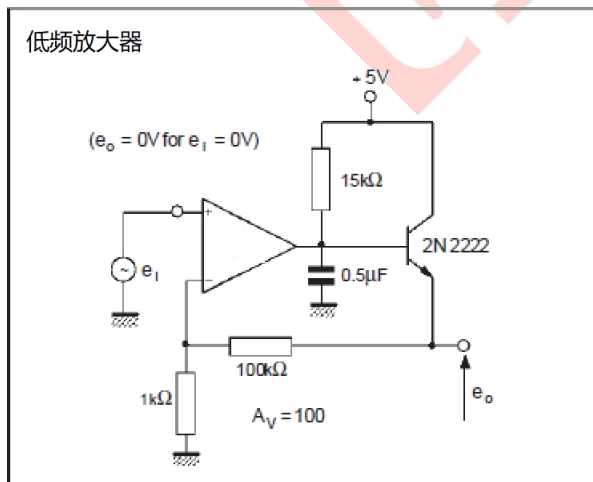 低频放大器
+5V
(eo = 0V for eI = 0V)
15kΩ
+
2N2222
eI
0.5μF
~
−
100kΩ
1kΩ
AV = 100
eo